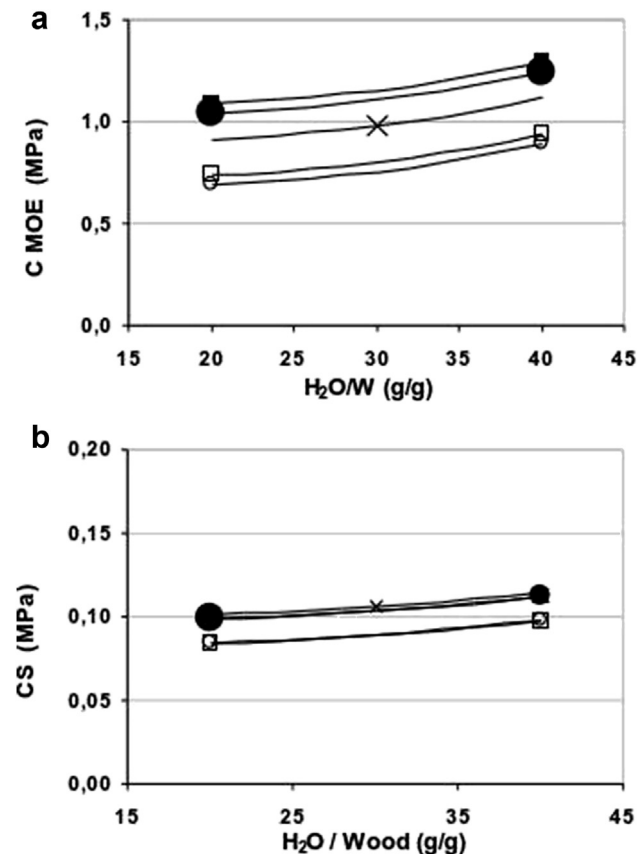 a
1,5
1,0
0,5
0,0
C MOE (MPa)
15 20 25 30 35 40 45
H₂O/W (g/g)
b
0,20
0,15
0,10
0,05
0,00
CS (MPa)
15 25 35 45
H₂O / Wood (g/g)